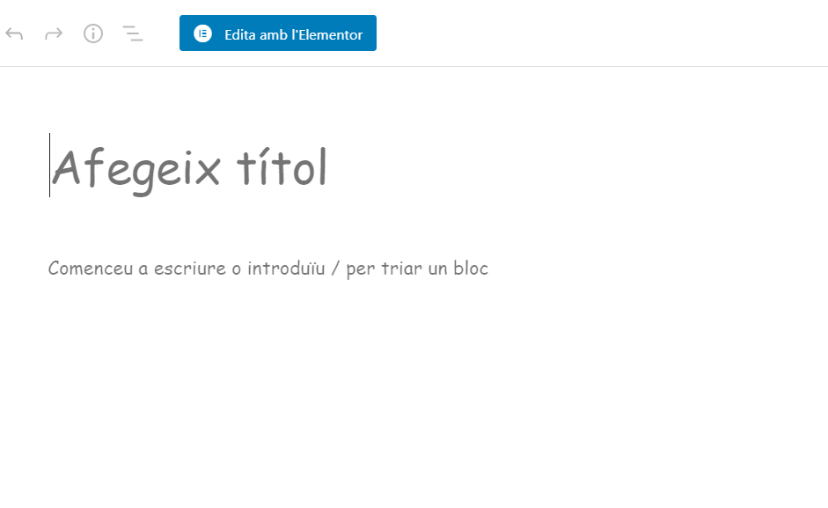 Edita amb l'Elementor
Afegeix títol
Comenceu a escriure o introduïu / per triar un bloc